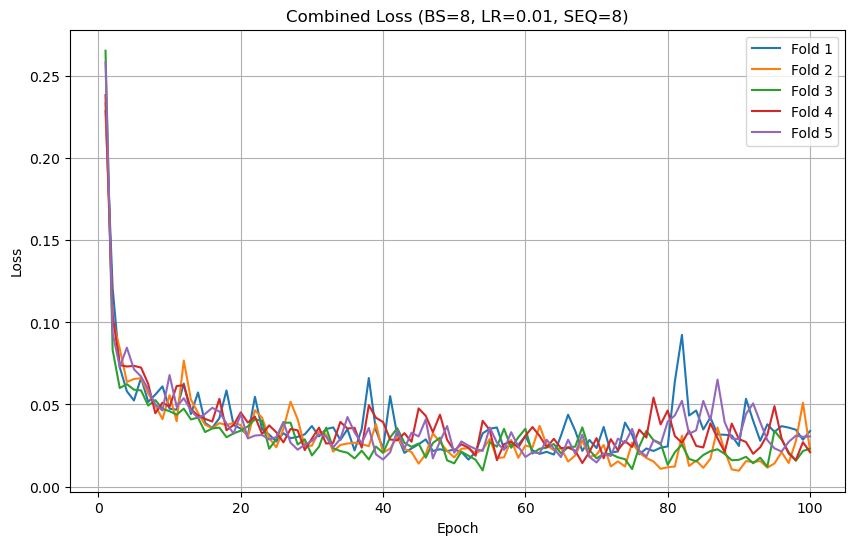 Combined Loss (BS=8, LR=0.01, SEQ=8)
Fold 1
Fold 2
Fold 3
Fold 4
Fold 5
Loss
0.25
0.20
0.15
0.10
0.05
0.00
0 20 40 60 80 100
Epoch